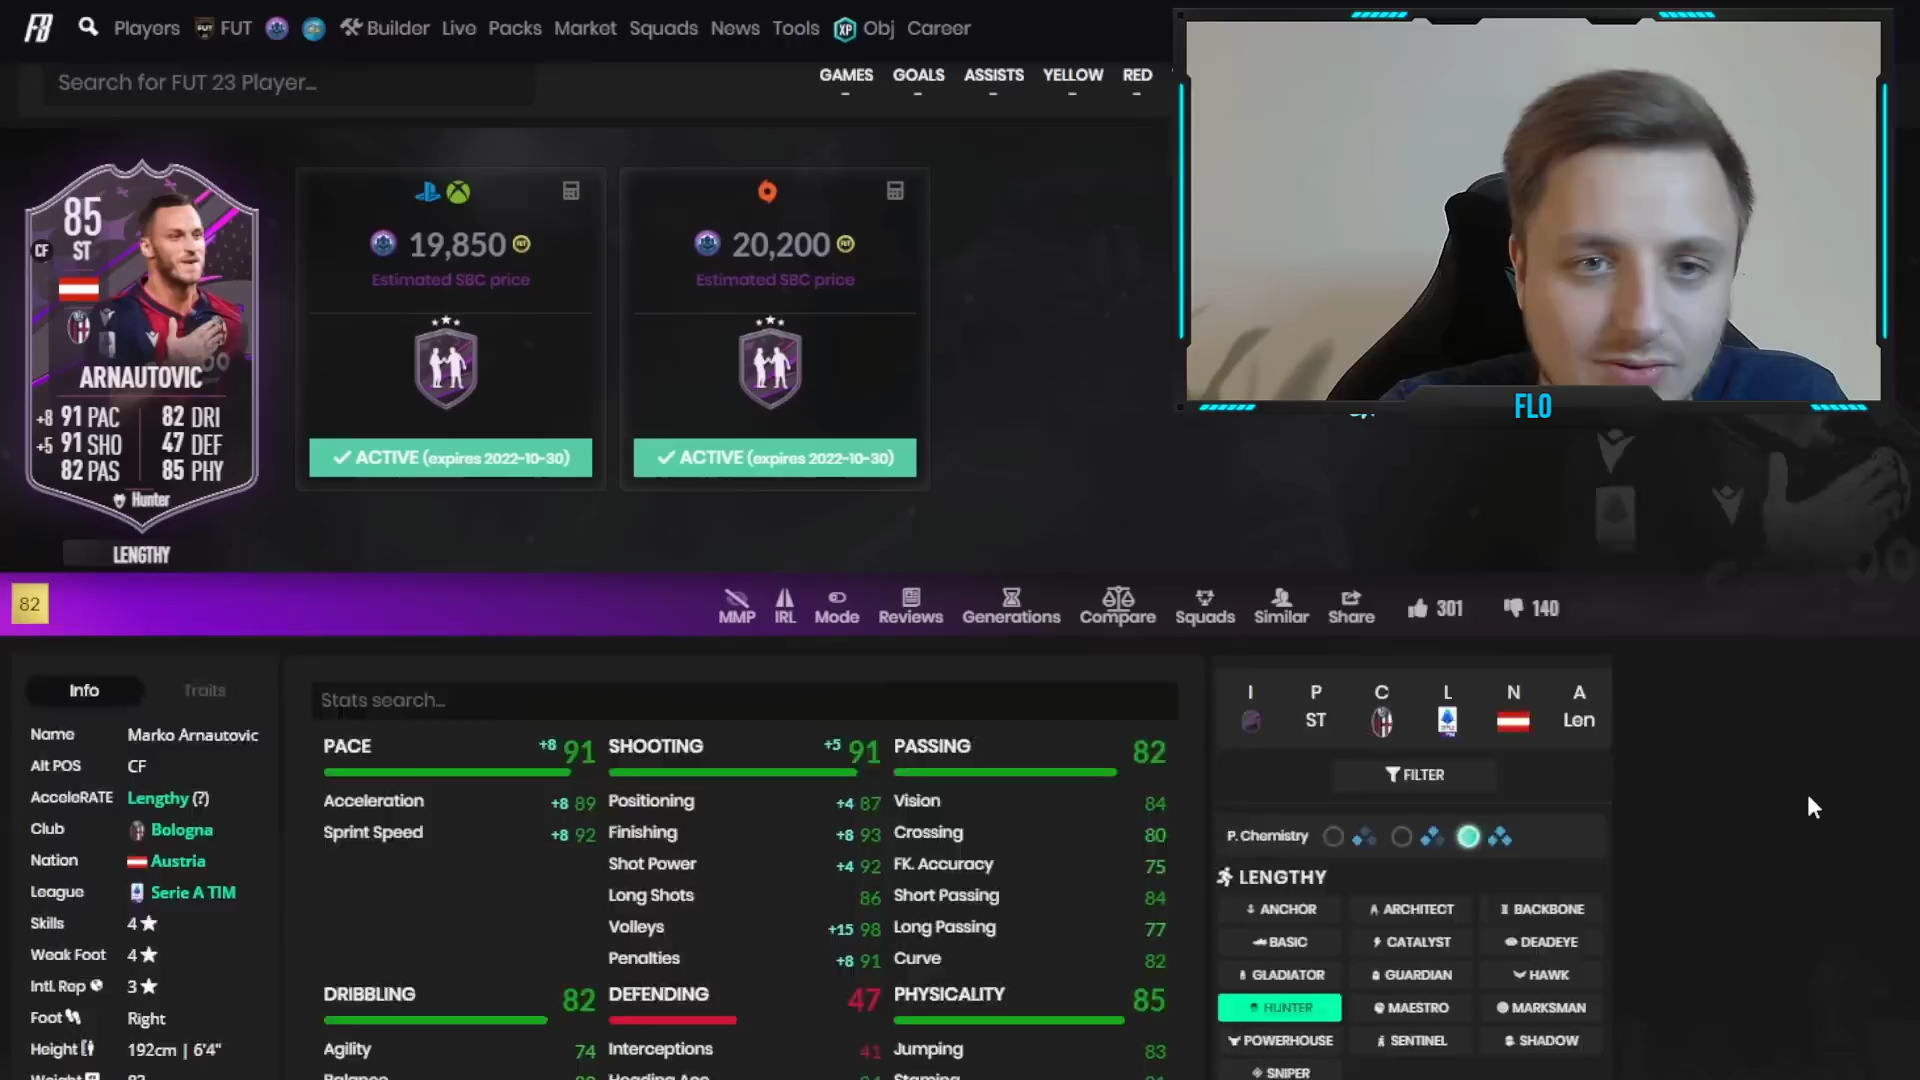 Players FUT Builder Live Packs Market Squads News Tools XP Obj Career
Search for FUT 23 Player...
GAMES GOALS ASSISTS YELLOW RED
- - - - -
85
CF ST
ARNAUTOVIC
+8 91 PAC 82 DRI
+5 91 SHO 47 DEF
82 PAS 85 PHY
Hunter
LENGTHY
19,850
Estimated SBC price
ACTIVE (expires 2022-10-30)
20,200
Estimated SBC price
ACTIVE (expires 2022-10-30)
FLO
82
MMP IRL Mode Reviews Generations Compare Squads Similar Share 301 140
Info Traits
Name Marko Arnautovic
Alt POS CF
AcceleRATE Lengthy (?)
Club Bologna
Nation Austria
League Serie A TIM
Skills 4
Weak Foot 4
Intl. Rep 3
Foot Right
Height 192cm | 6'4"
Stats search...
PACE +8 91
Acceleration +8 89
Sprint Speed +8 92
SHOOTING +5 91
Positioning +4 87
Finishing +8 93
Shot Power +4 92
Long Shots 86
Volleys +15 98
Penalties +8 91
PASSING 82
Vision 84
Crossing 80
FK. Accuracy 75
Short Passing 84
Long Passing 77
Curve 82
DRIBBLING 82
Agility 74
DEFENDING 47
Interceptions 41
PHYSICALITY 85
Jumping 83
I P C L N A
ST Len
FILTER
P. Chemistry
LENGTHY
ANCHOR ARCHITECT BACKBONE
BASIC CATALYST DEADEYE
GLADIATOR GUARDIAN HAWK
HUNTER MAESTRO MARKSMAN
POWERHOUSE SENTINEL SHADOW
SNIPER